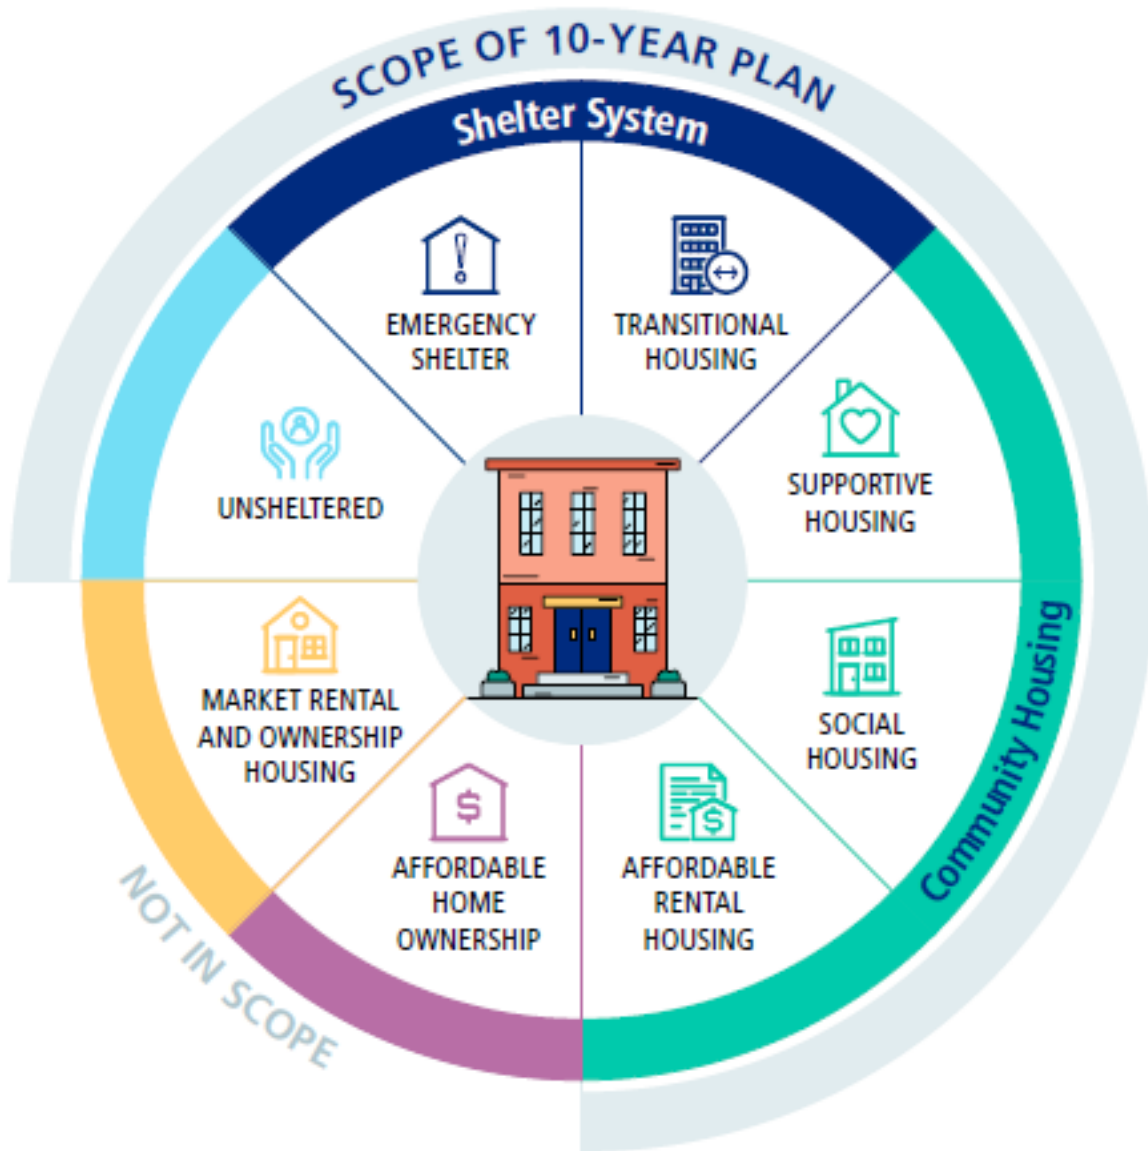 SCOPE OF 10-YEAR PLAN
Shelter System
EMERGENCY
SHELTER
TRANSITIONAL
HOUSING
SUPPORTIVE
HOUSING
UNSHELTERED
SOCIAL
HOUSING
Community Housing
MARKET RENTAL
AND OWNERSHIP
HOUSING
$
AFFORDABLE
HOME
OWNERSHIP
$
AFFORDABLE
RENTAL
HOUSING
NOT IN SCOPE